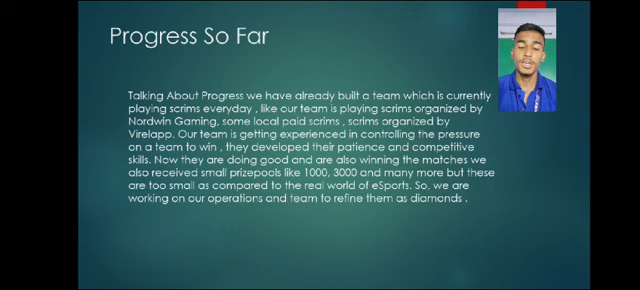 Progress So Far
Talking About Progress we have already built a team which is currently
playing scrims everyday , like our team is playing scrims organized by
Nordwin Gaming, some local paid scrims , scrims organized by
Virelapp. Our team is getting experienced in controlling the pressure
on a team to win , they developed their patience and competitive
skills. Now they are doing good and are also winning the matches we
also received small prizepools like 1000, 3000 and many more but these
are too small as compared to the real world of eSports. So, we are
working on our operations and team to refine them as diamonds .